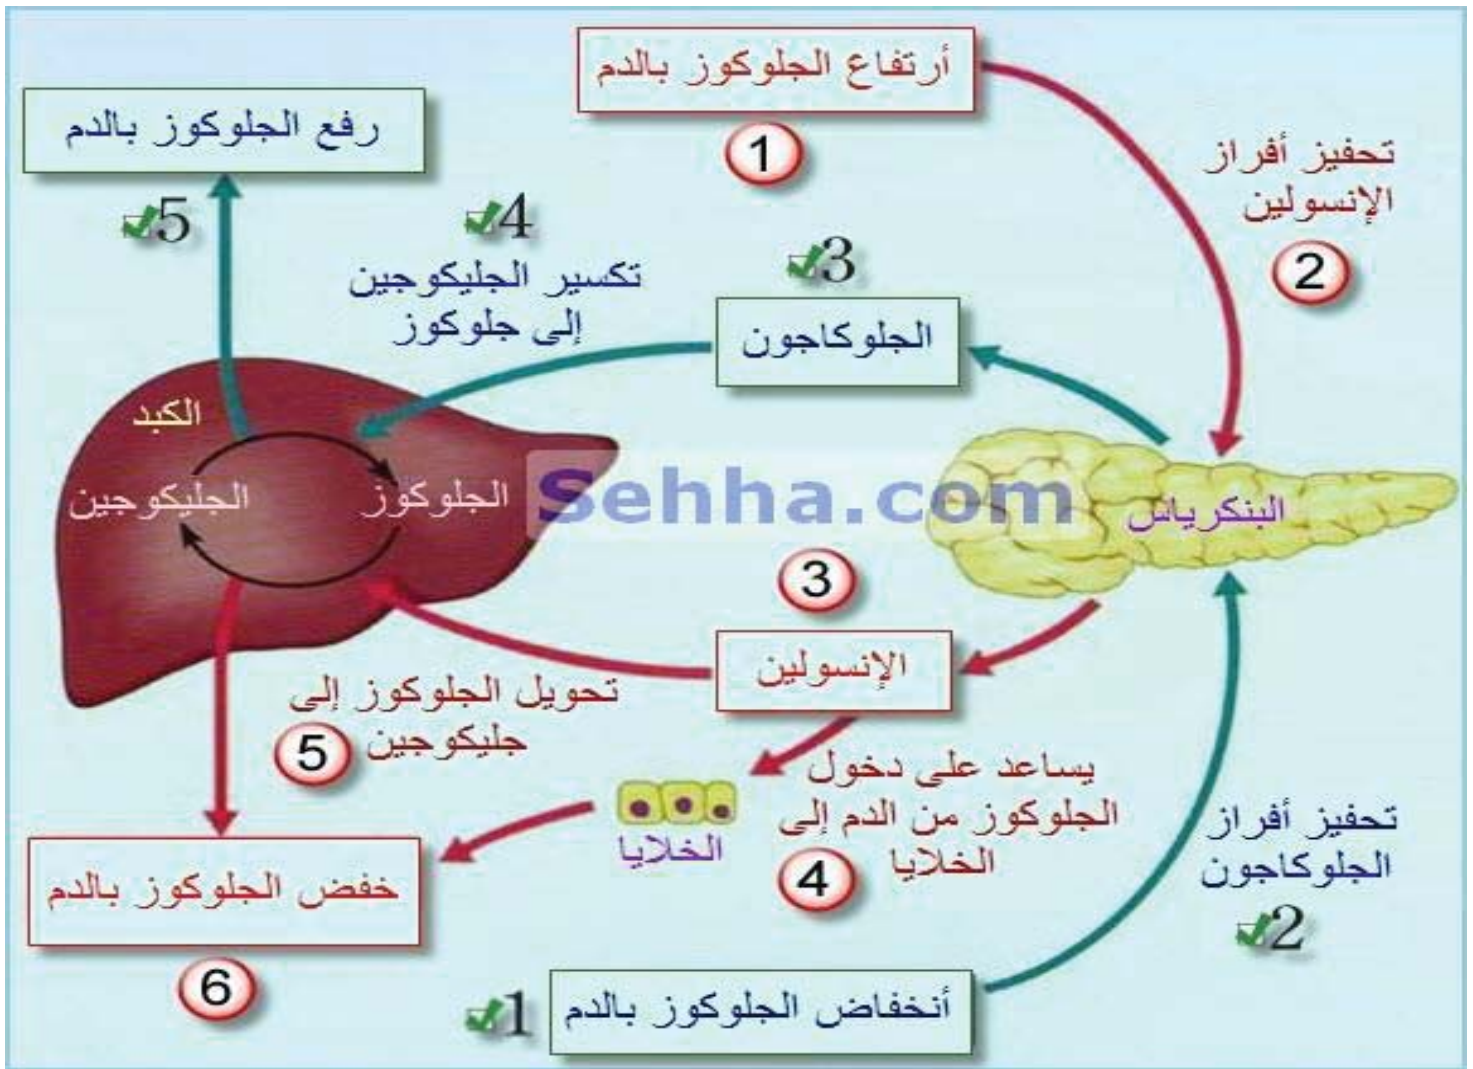 أرتفاع الجلوكوز بالدم
1
رفع الجلوكوز بالدم
5
تحفيز أفراز
الإنسولين
2
4
تكسير الجليكوجين
إلى جلوكوز
3
الجلوكاجون
الكبد
الجليكوجين
الجلوكوز
Sehha.com
البنكرياس
3
الإنسولين
تحويل الجلوكوز إلى
جليكوجين
5
يساعد على دخول
الجلوكوز من الدم إلى
الخلايا
4
الخلايا
خفض الجلوكوز بالدم
6
تحفيز أفراز
الجلوكاجون
2
1
أنخفاض الجلوكوز بالدم